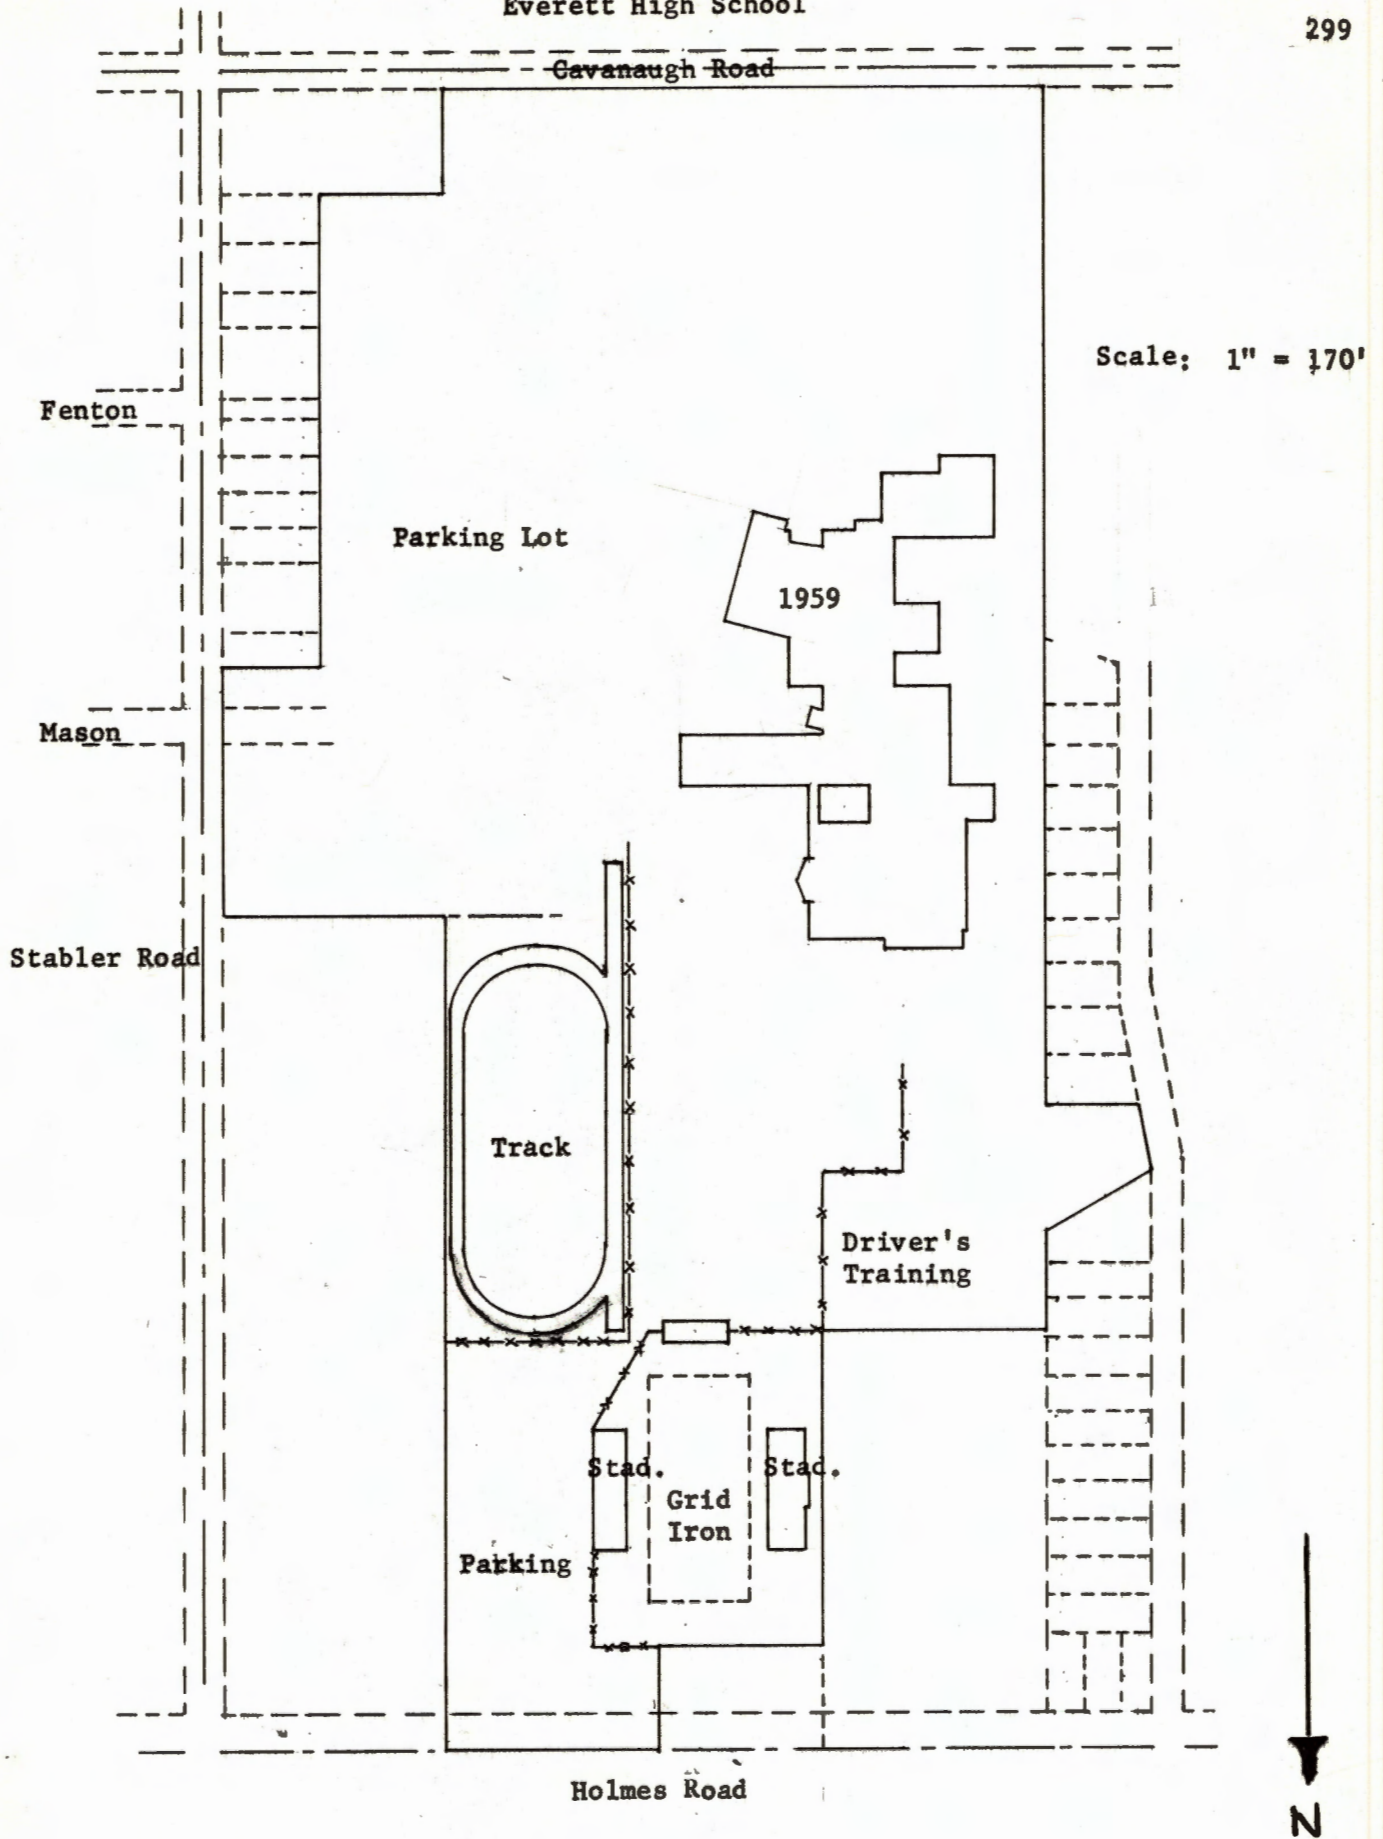 Everett High School
299
Cavanaugh Road
Scale: 1" = 170'
Fenton
Parking Lot
1959
Mason
Stabler Road
Track
Driver's
Training
Stad.
Stad.
Grid
Iron
Parking
Holmes Road
N